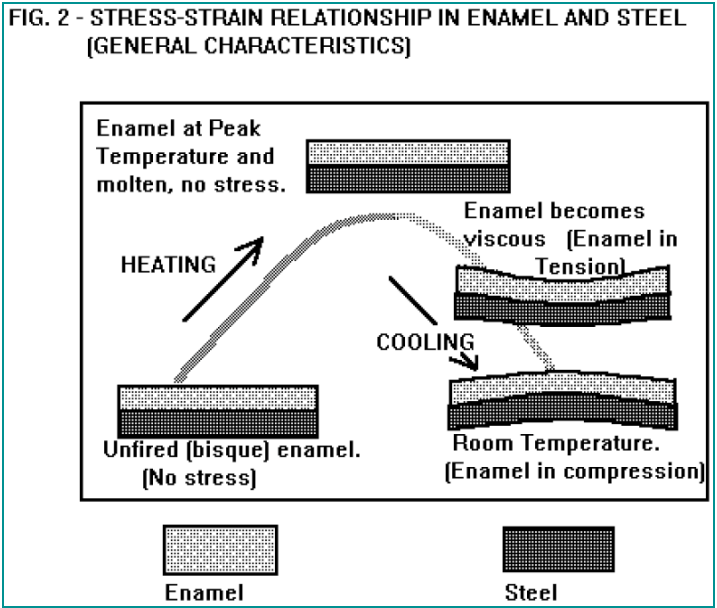 FIG. 2 - STRESS-STRAIN RELATIONSHIP IN ENAMEL AND STEEL
(GENERAL CHARACTERISTICS)
Enamel at Peak
Temperature and
molten, no stress.
Enamel becomes
viscous (Enamel in
Tension)
HEATING
COOLING
Unfired (bisque) enamel.
(No stress)
Room Temperature.
(Enamel in compression)
Enamel
Steel